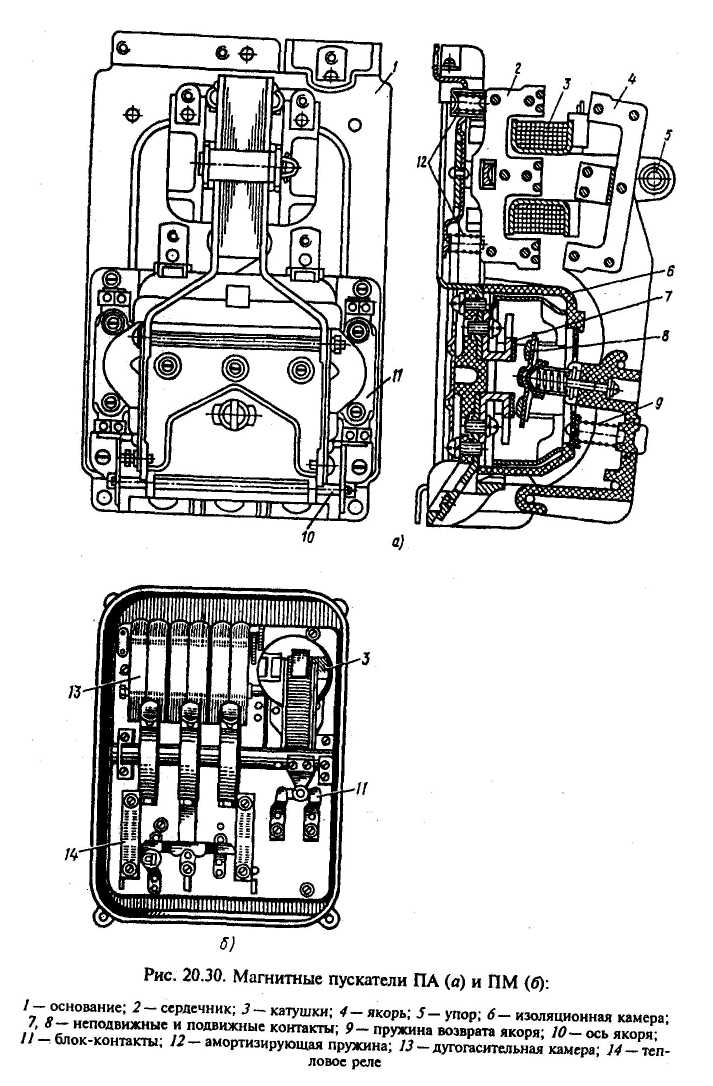 1
2
3
4
5
12
6
7
8
11
9
10
а)
3
13
11
14
б)
Рис. 20.30. Магнитные пускатели ПА (а) и ПМ (б):
1 — основание; 2 — сердечник; 3 — катушки; 4 — якорь; 5 — упор; 6 — изоляционная камера;
7, 8 — неподвижные и подвижные контакты; 9 — пружина возврата якоря; 10 — ось якоря;
11 — блок-контакты; 12 — амортизирующая пружина; 13 — дугогасительная камера; 14 — теп-
ловое реле